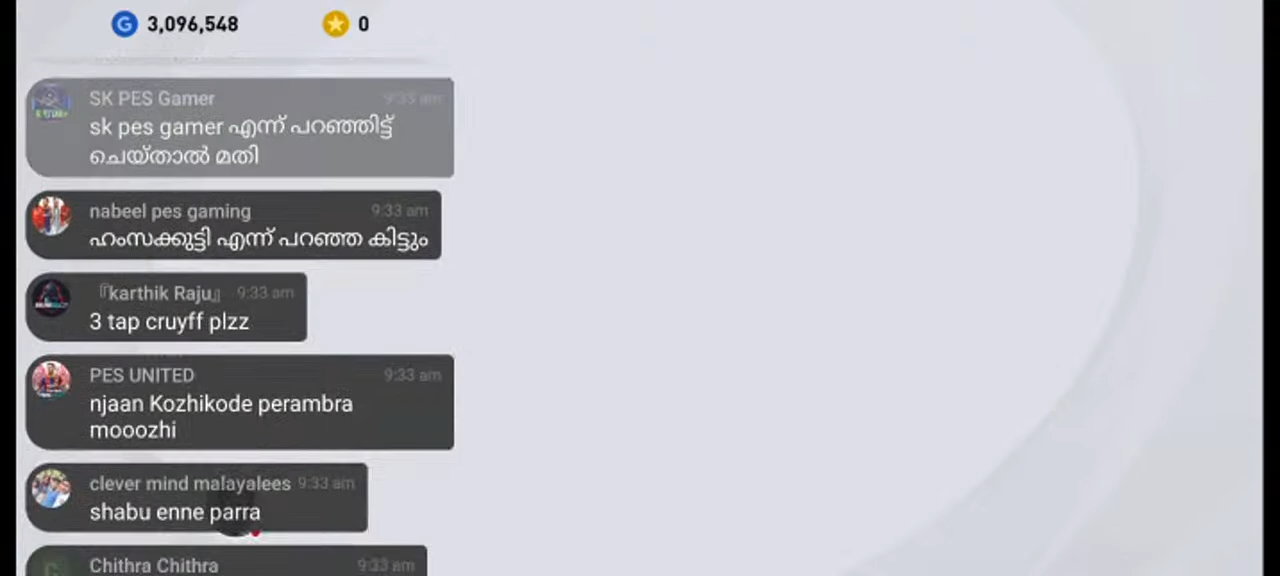 3,096,548 0
SK PES Gamer 9:33 am
sk pes gamer എന്ന് പറഞ്ഞിട്ട്
ചെയ്താൽ മതി
nabeel pes gaming 9:33 am
ഹംസക്കുട്ടി എന്ന് പറഞ്ഞ കിട്ടും
『karthik Raju』 9:33 am
3 tap cruyff plzz
PES UNITED 9:33 am
njaan Kozhikode perambra
mooozhi
clever mind malayalees 9:33 am
shabu enne parra
Chithra Chithra 9:33 am